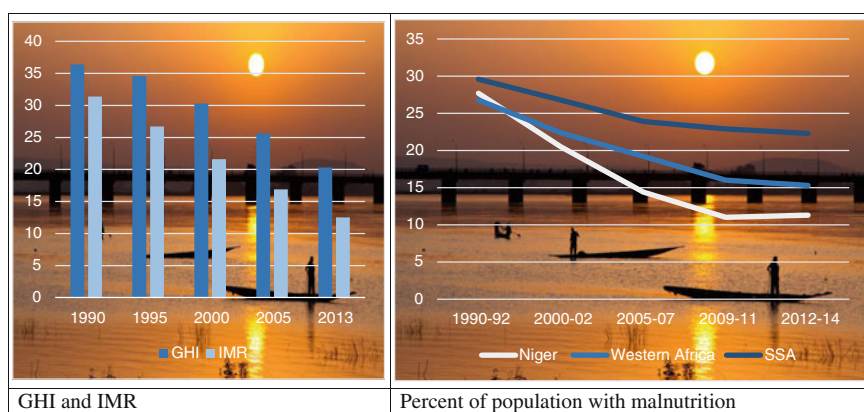 40
35
30
25
20
15
10
5
0
1990 1995 2000 2005 2013
GHI IMR
GHI and IMR
35
30
25
20
15
10
5
0
1990-92 2000-02 2005-07 2009-11 2012-14
Niger Western Africa SSA
Percent of population with malnutrition